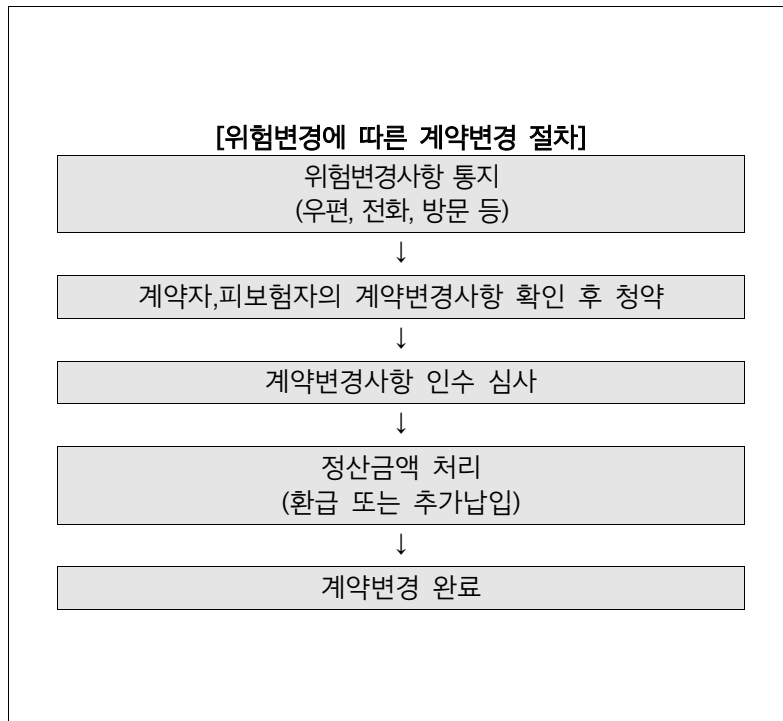 [위험변경에 따른 계약변경 절차]
위험변경사항 통지
(우편, 전화, 방문 등)
↓
계약자,피보험자의 계약변경사항 확인 후 청약
↓
계약변경사항 인수 심사
↓
정산금액 처리
(환급 또는 추가납입)
↓
계약변경 완료